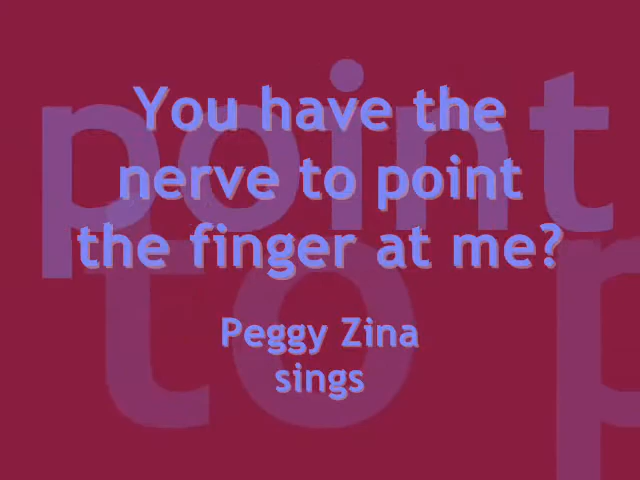 You have the
nerve to point
the finger at me?
Peggy Zina
sings
point
to p